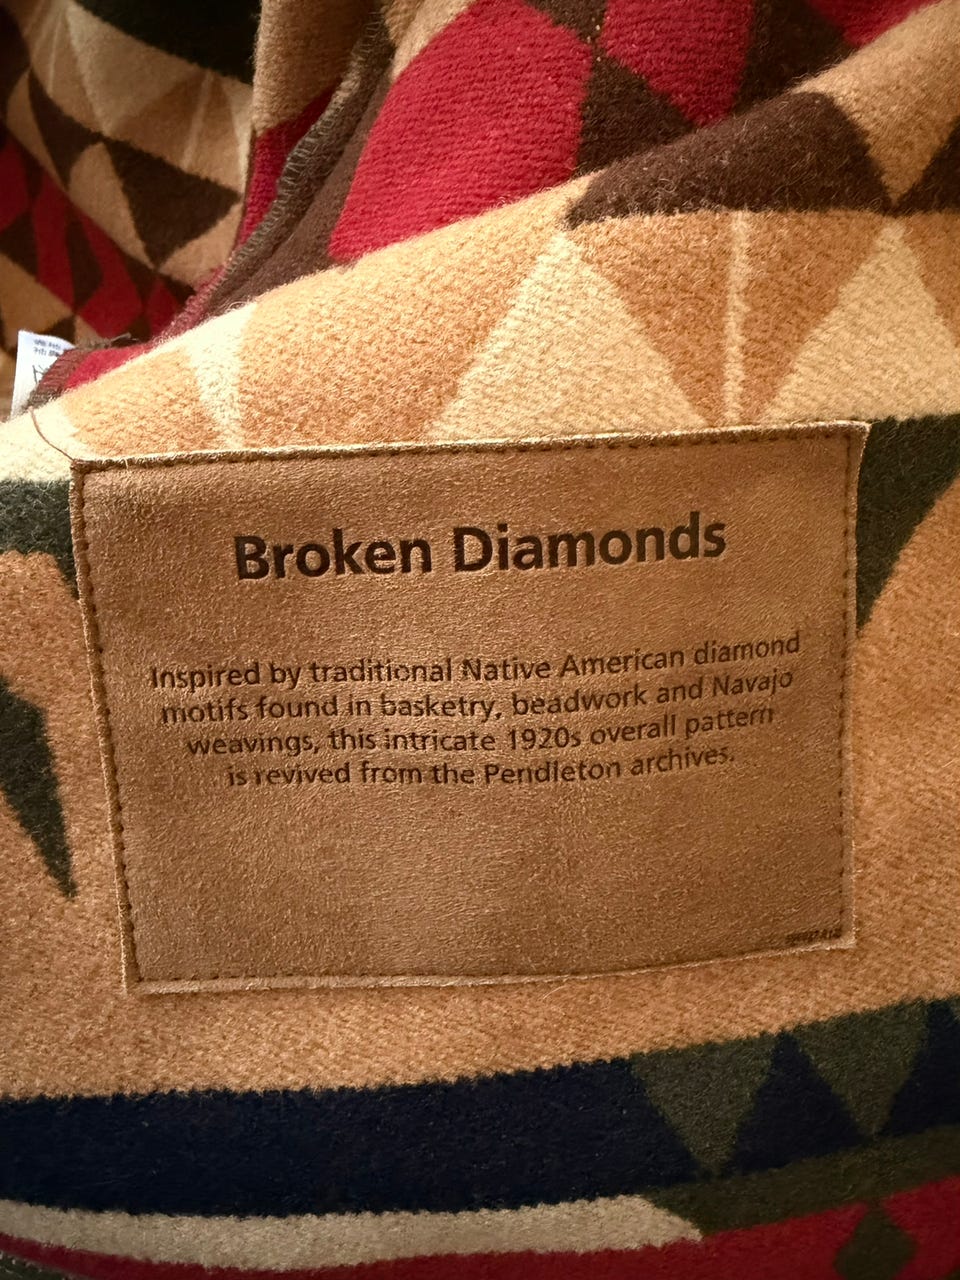 Broken Diamonds
Inspired by traditional Native American diamond
motifs found in basketry, beadwork and Navajo
weavings, this intricate 1920s overall pattern
is revived from the Pendleton archives.